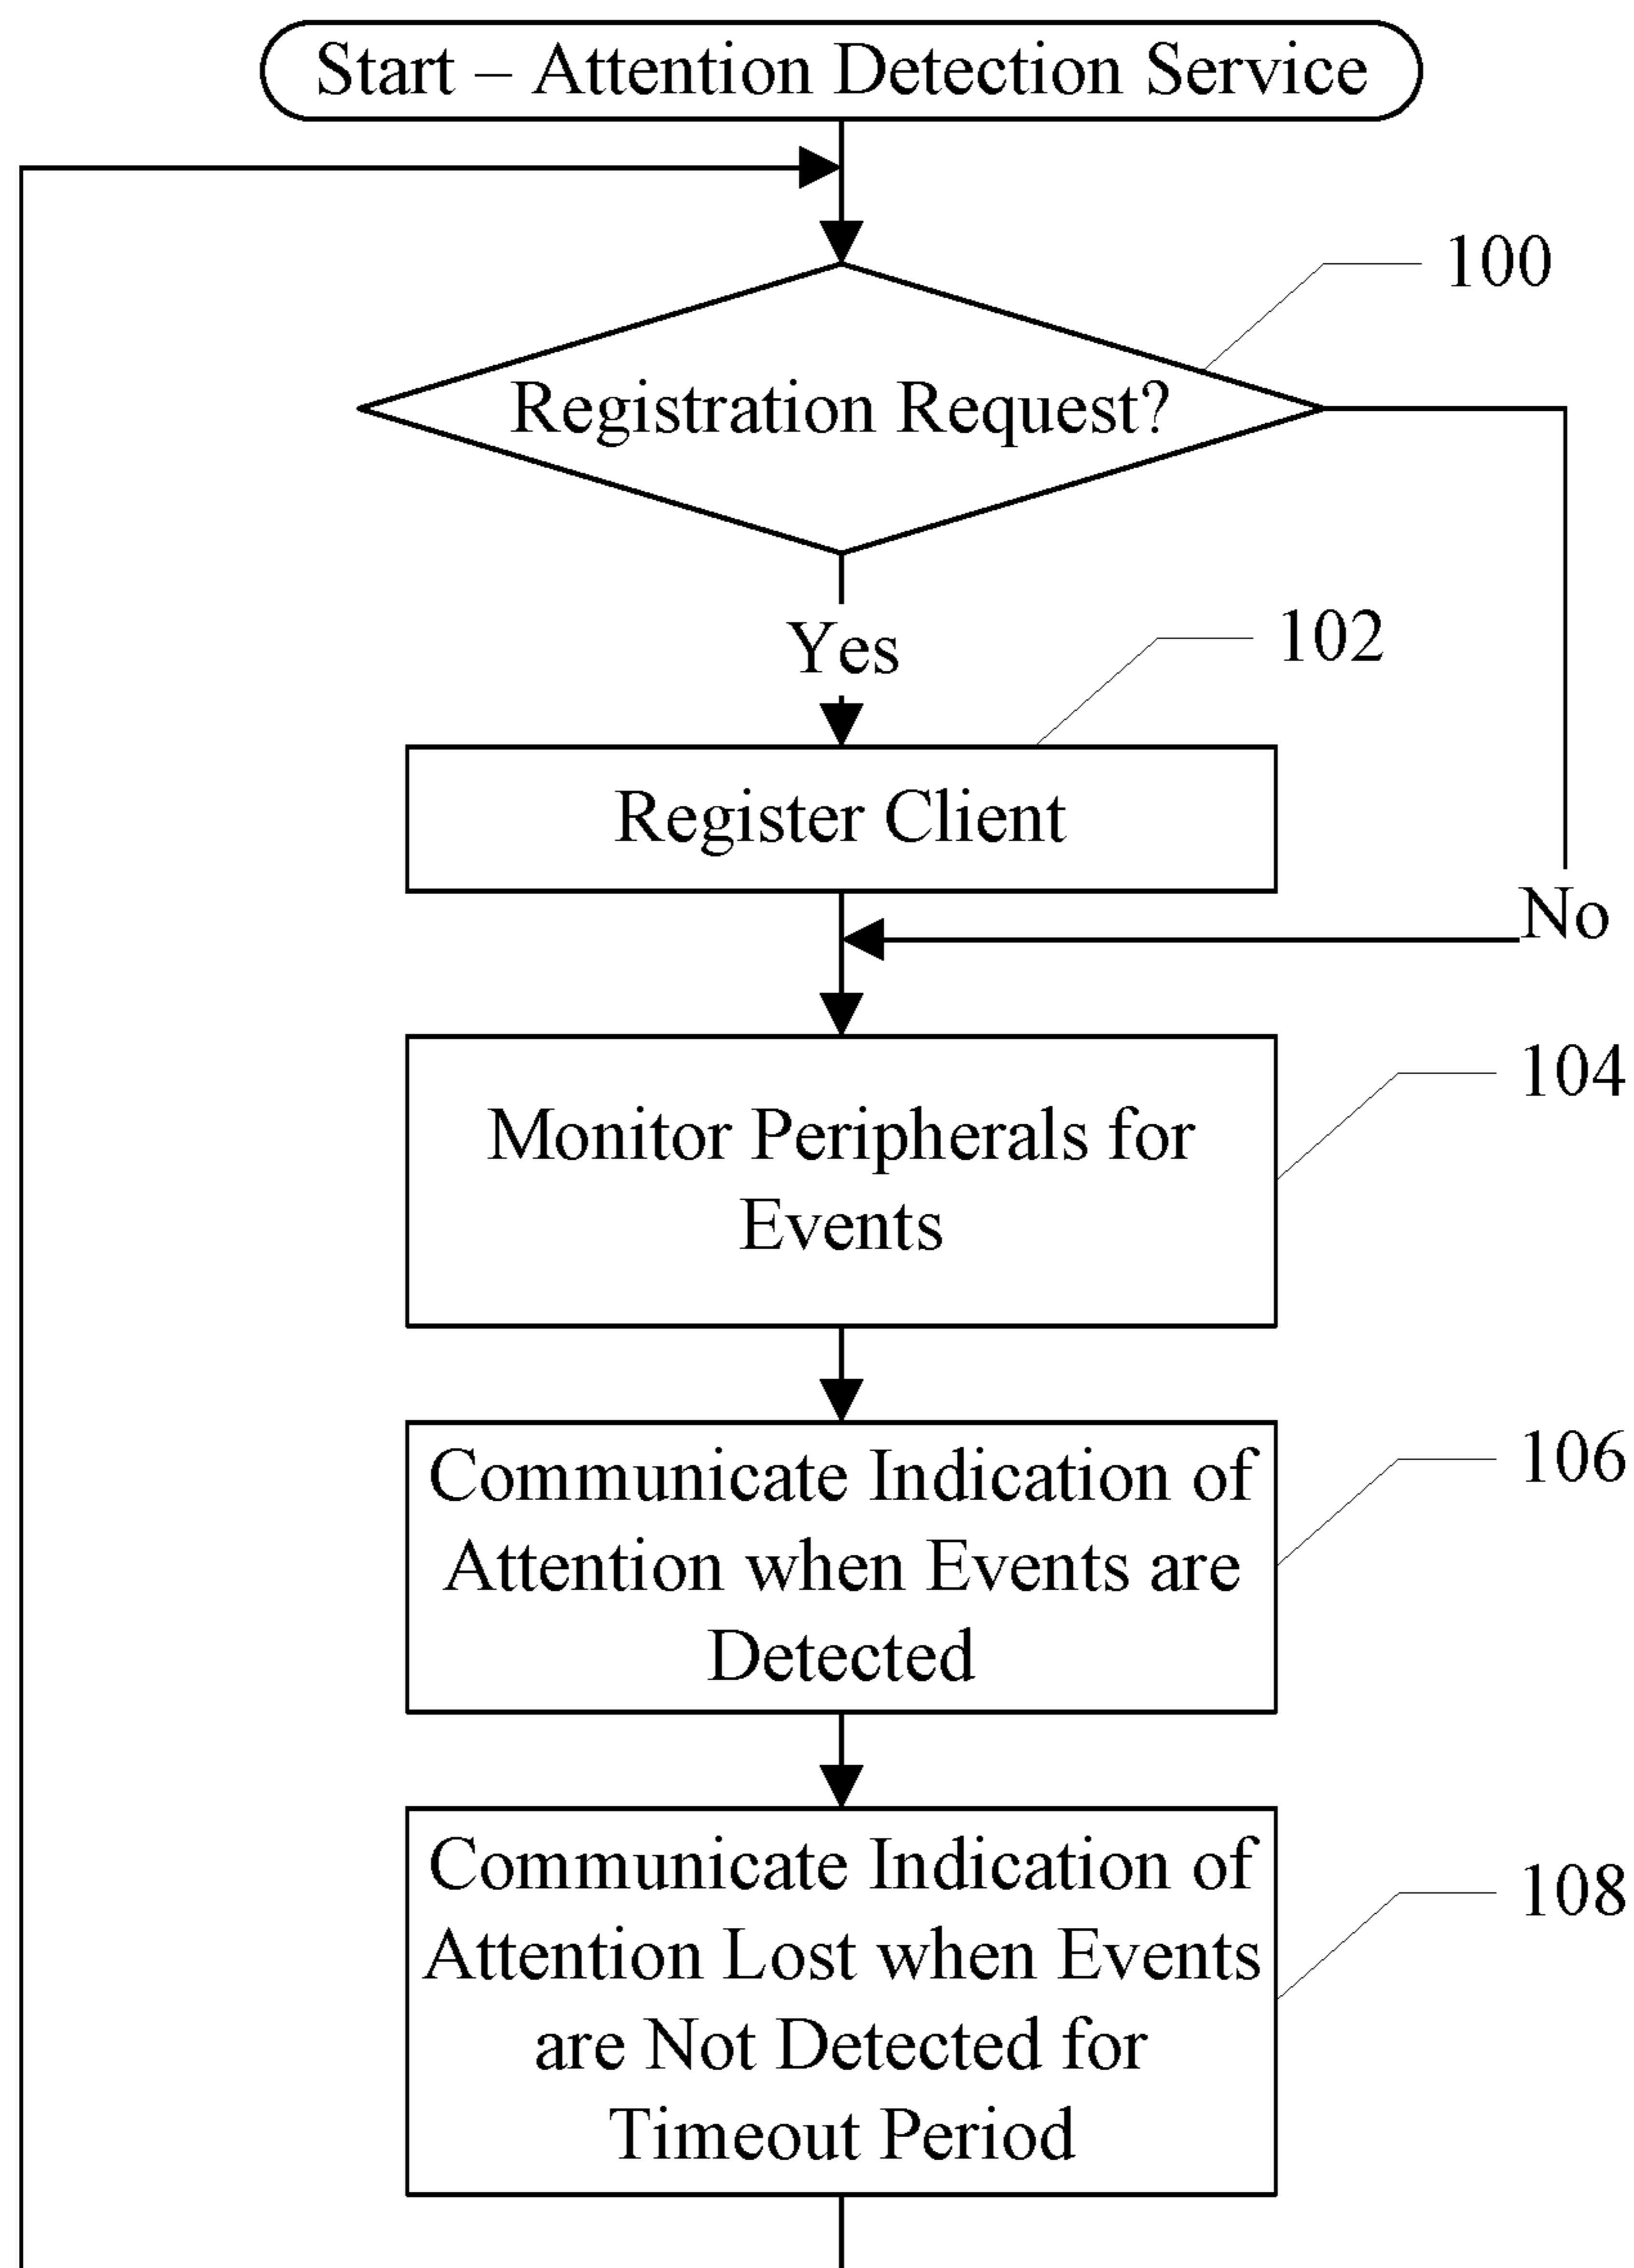 Start – Attention Detection Service
100
Registration Request?
Yes
102
Register Client
No
104
Monitor Peripherals for
Events
106
Communicate Indication of
Attention when Events are
Detected
108
Communicate Indication of
Attention Lost when Events
are Not Detected for
Timeout Period